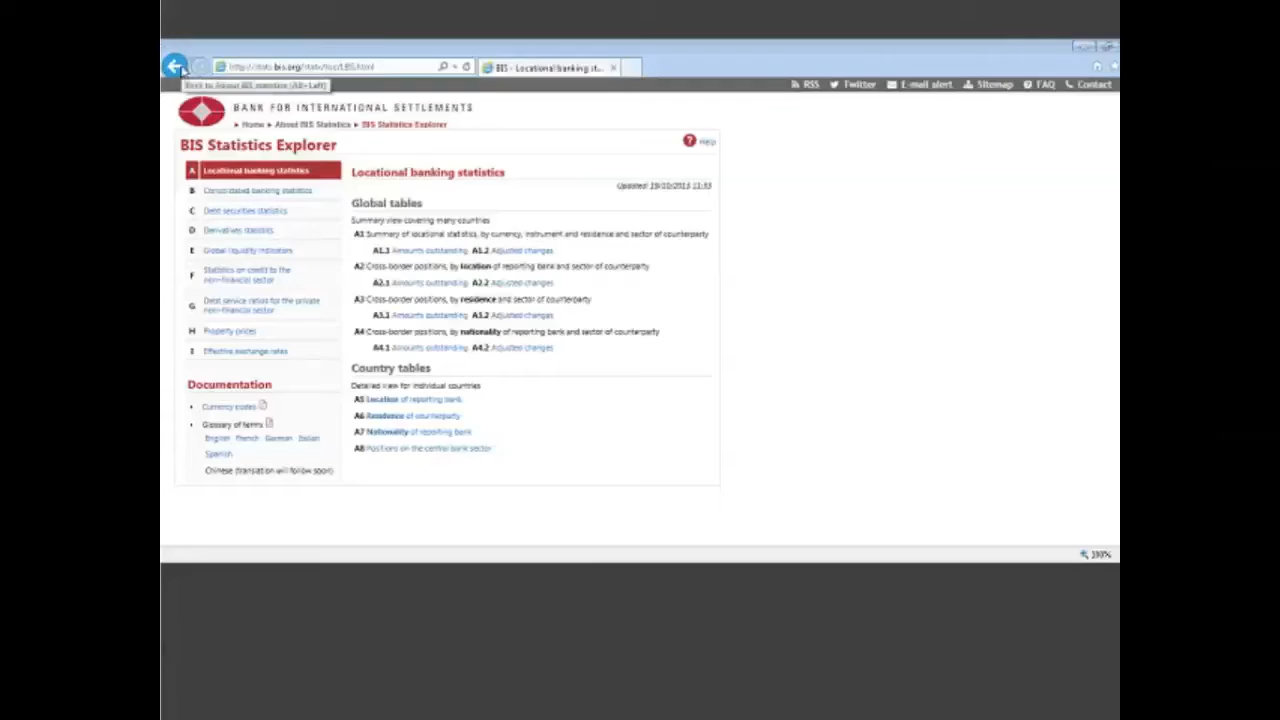 BIS - Locational banking st...
RSS Twitter E-mail alert Sitemap FAQ Contact
BANK FOR INTERNATIONAL SETTLEMENTS
Home ▸ About BIS Statistics ▸ BIS Statistics Explorer
BIS Statistics Explorer
Help
A Locational banking statistics
B Consolidated banking statistics
C Debt securities statistics
D Derivatives statistics
E Global liquidity indicators
F Statistics on credit to the
non-financial sector
G Debt service ratios for the private
non-financial sector
H Property prices
I Effective exchange rates
Documentation
Currency codes
Glossary of terms
English French German Italian
Spanish
Chinese (translation will follow soon)
Locational banking statistics
Updated
Global tables
Summary view covering many countries
A1 Summary of locational statistics, by currency, instrument and residence and sector of counterparty
A1.1 Amounts outstanding A1.2 Adjusted changes
A2 Cross-border positions, by location of reporting bank and sector of counterparty
A2.1 Amounts outstanding A2.2 Adjusted changes
A3 Cross-border positions, by residence and sector of counterparty
A3.1 Amounts outstanding A3.2 Adjusted changes
A4 Cross-border positions, by nationality of reporting bank and sector of counterparty
A4.1 Amounts outstanding A4.2 Adjusted changes
Country tables
Detailed view for individual countries
A5 Location of reporting bank
A6 Residence of counterparty
A7 Nationality of reporting bank
A8 Positions on the central bank sector